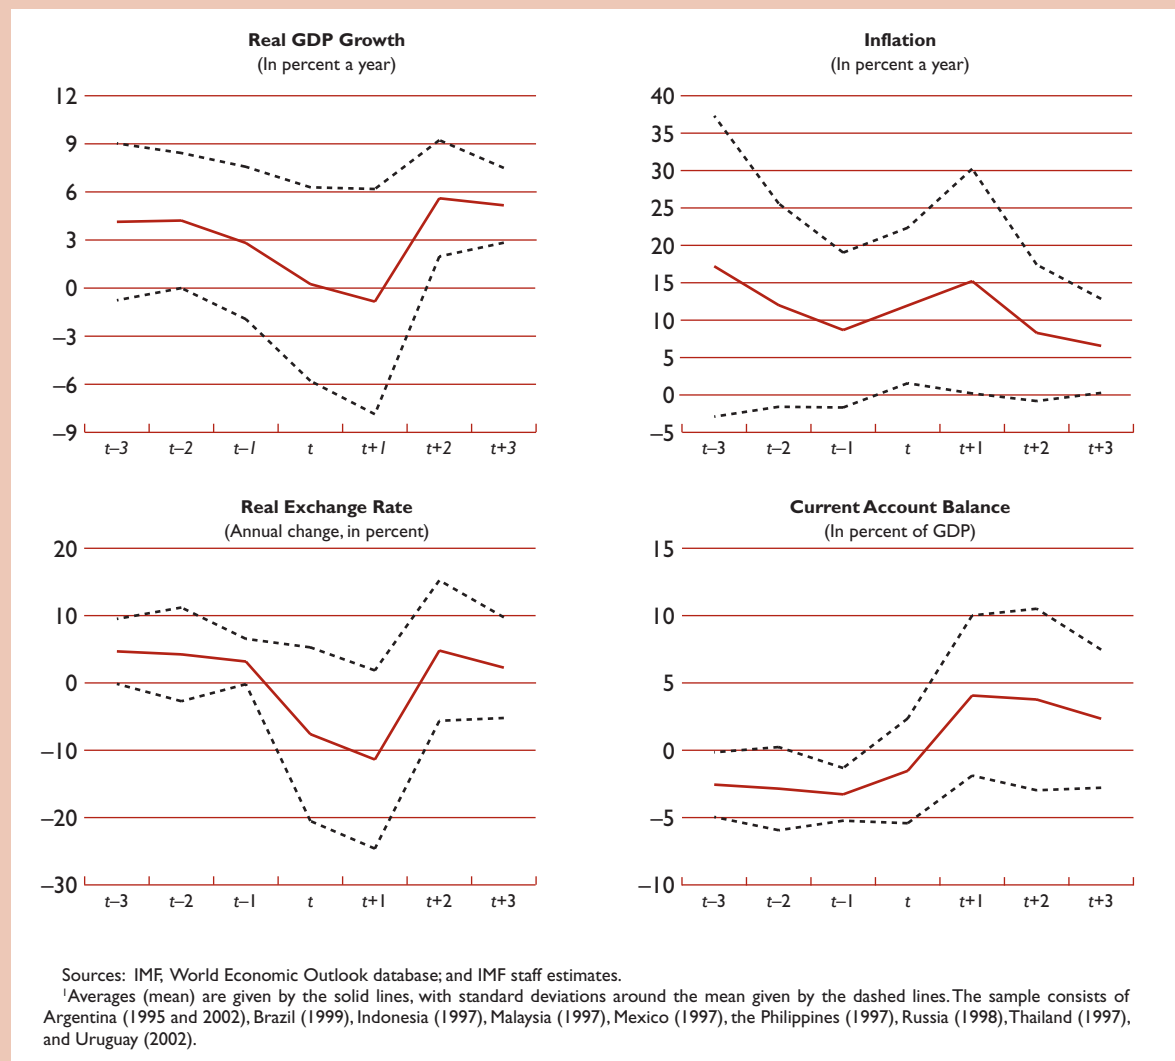 Real GDP Growth
(In percent a year)
12
9
6
3
0
–3
–6
–9
t–3 t–2 t–1 t t+1 t+2 t+3
Inflation
(In percent a year)
40
35
30
25
20
15
10
5
0
–5
t–3 t–2 t–1 t t+1 t+2 t+3
Real Exchange Rate
(Annual change, in percent)
20
10
0
–10
–20
–30
t–3 t–2 t–1 t t+1 t+2 t+3
Current Account Balance
(In percent of GDP)
15
10
5
0
–5
–10
t–3 t–2 t–1 t t+1 t+2 t+3
Sources: IMF, World Economic Outlook database; and IMF staff estimates.
1Averages (mean) are given by the solid lines, with standard deviations around the mean given by the dashed lines. The sample consists of
Argentina (1995 and 2002), Brazil (1999), Indonesia (1997), Malaysia (1997), Mexico (1997), the Philippines (1997), Russia (1998), Thailand (1997),
and Uruguay (2002).